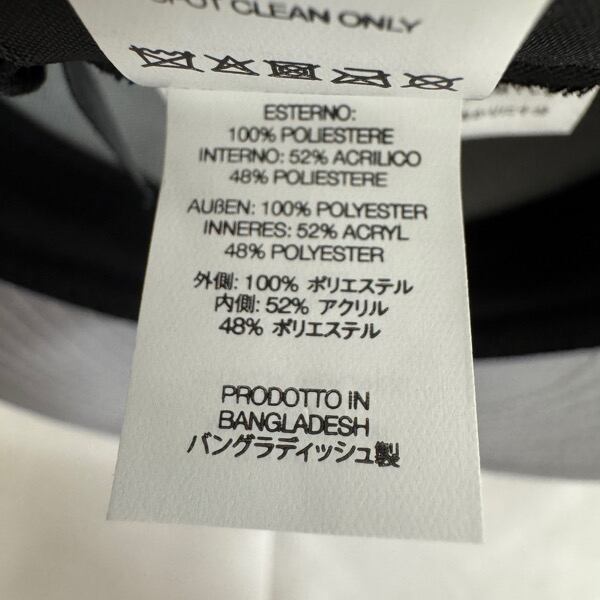 SPOT CLEAN ONLY
ESTERNO:
100% POLIESTERE
INTERNO: 52% ACRILICO
48% POLIESTERE
AUßEN: 100% POLYESTER
INNERES: 52% ACRYL
48% POLYESTER
外側: 100% ポリエステル
内側: 52% アクリル
48% ポリエステル
PRODOTTO IN
BANGLADESH
バングラディッシュ製